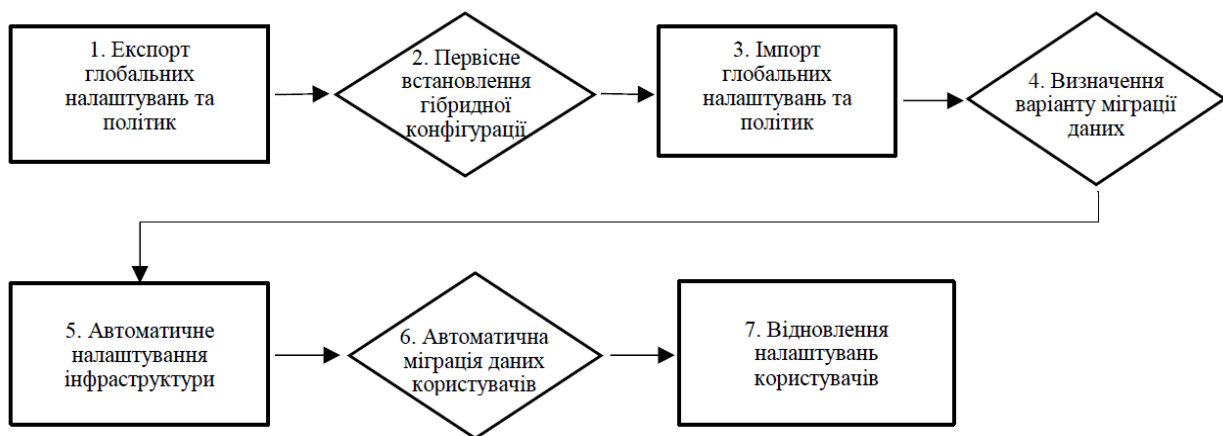 1. Експорт
глобальних
налаштувань та
політик
2. Первісне
встановлення
гібридної
конфігурації
3. Імпорт
глобальних
налаштувань та
політик
4. Визначення
варіанту міграції
даних
5. Автоматичне
налаштування
інфраструктури
6. Автоматична
міграція даних
користувачів
7. Відновлення
налаштувань
користувачів